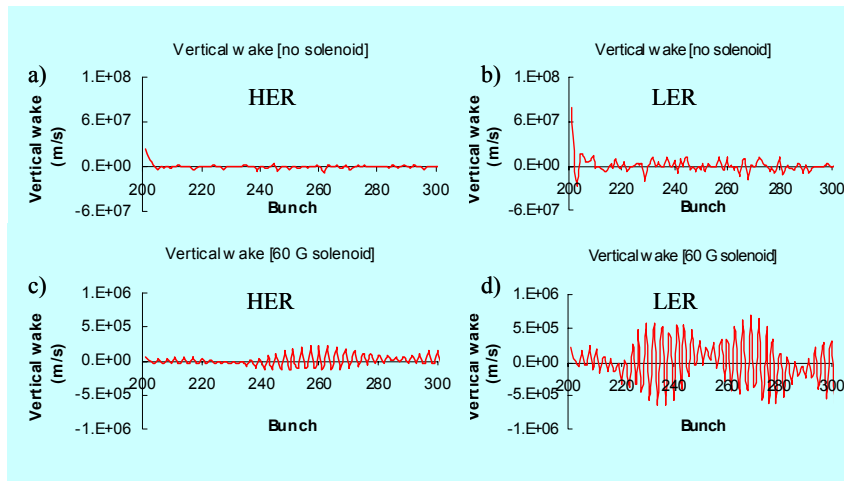 Vertical wake [no solenoid]
a)
HER
1.E+08
6.E+07
0.E+00
-6.E+07
200 220 240 260 280 300
Bunch
Vertical wake
(m/s)
Vertical wake [no solenoid]
b)
LER
1.E+08
6.E+07
0.E+00
-6.E+07
200 220 240 260 280 300
Bunch
Vertical wake
(m/s)
Vertical wake [60 G solenoid]
c)
HER
1.E+06
5.E+05
0.E+00
-5.E+05
-1.E+06
200 220 240 260 280 300
Bunch
Vertical wake
(m/s)
Vertical wake [60 G solenoid]
d)
LER
1.E+06
5.E+05
0.E+00
-5.E+05
-1.E+06
200 220 240 260 280 300
Bunch
Vertical wake
(m/s)